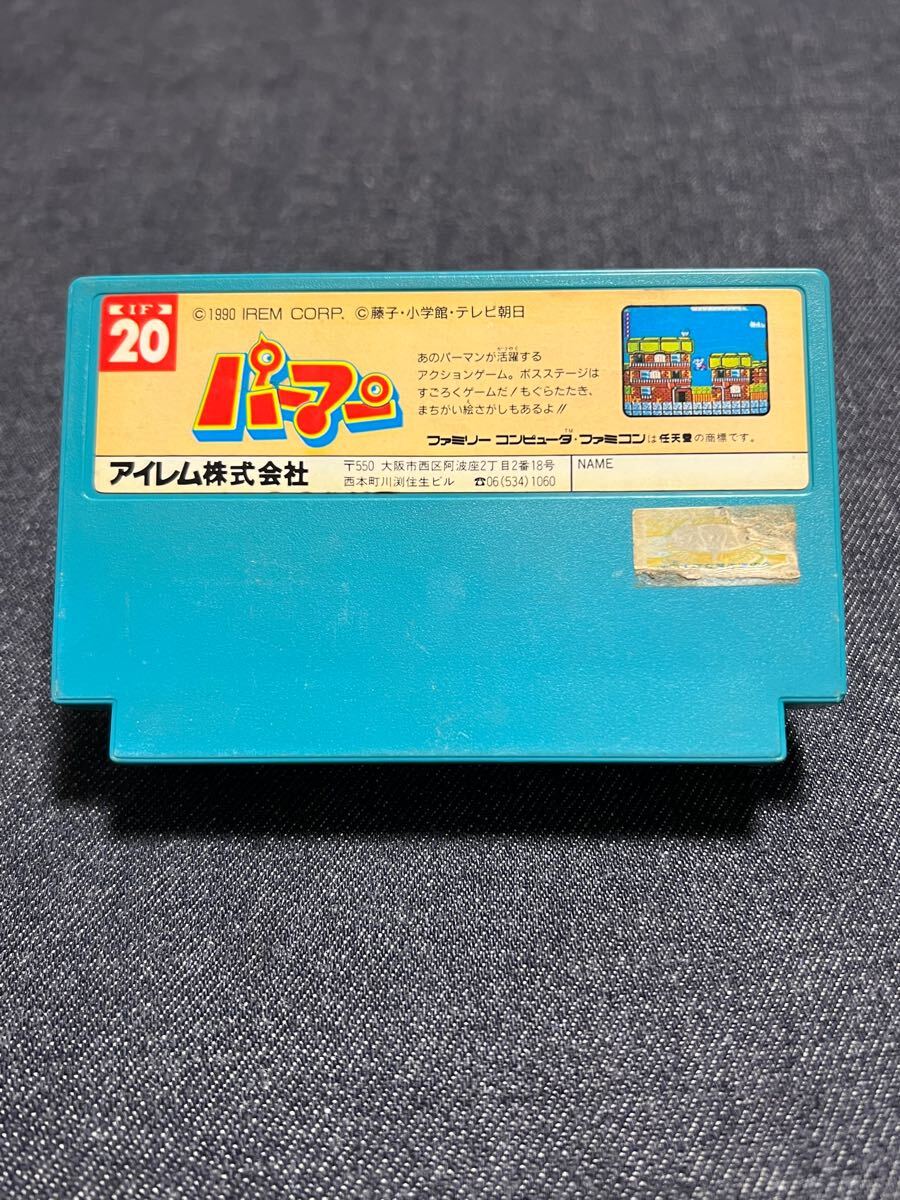 IF
20
©1990 IREM CORP. ©藤子・小学館・テレビ朝日
パーマン
あのパーマンが活躍する
かつやく
アクションゲーム。ボスステージは
すごろくゲームだ!もぐらたたき、
まちがい絵さがしもあるよ!!
ファミリーコンピュータ・ファミコンは任天堂の商標です。
TM
アイレム株式会社
〒550 大阪市西区阿波座2丁目2番18号
西本町川渕住生ビル ☎06(534)1060
NAME